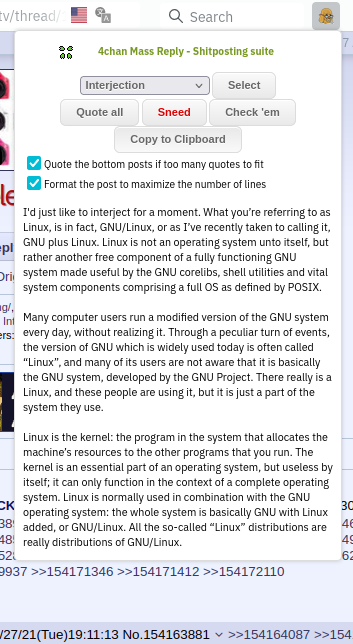 tv/thread/
Search
4chan Mass Reply - Shitposting suite
7
Interjection Select
Quote all Sneed Check 'em
Copy to Clipboard
Quote the bottom posts if too many quotes to fit
Format the post to maximize the number of lines
I'd just like to interject for a moment. What you're referring to as
Linux, is in fact, GNU/Linux, or as I've recently taken to calling it,
GNU plus Linux. Linux is not an operating system unto itself, but
rather another free component of a fully functioning GNU
system made useful by the GNU corelibs, shell utilities and vital
system components comprising a full OS as defined by POSIX.
Many computer users run a modified version of the GNU system
every day, without realizing it. Through a peculiar turn of events,
the version of GNU which is widely used today is often called
“Linux”, and many of its users are not aware that it is basically
the GNU system, developed by the GNU Project. There really is a
Linux, and these people are using it, but it is just a part of the
system they use.
Linux is the kernel: the program in the system that allocates the
machine's resources to the other programs that you run. The
kernel is an essential part of an operating system, but useless by
itself; it can only function in the context of a complete operating
system. Linux is normally used in combination with the GNU
operating system: the whole system is basically GNU with Linux
added, or GNU/Linux. All the so-called “Linux” distributions are
really distributions of GNU/Linux.
9937 >>154171346 >>154171412 >>154172110
/27/21(Tue)19:11:13 No.154163881 >>154164087 >>154